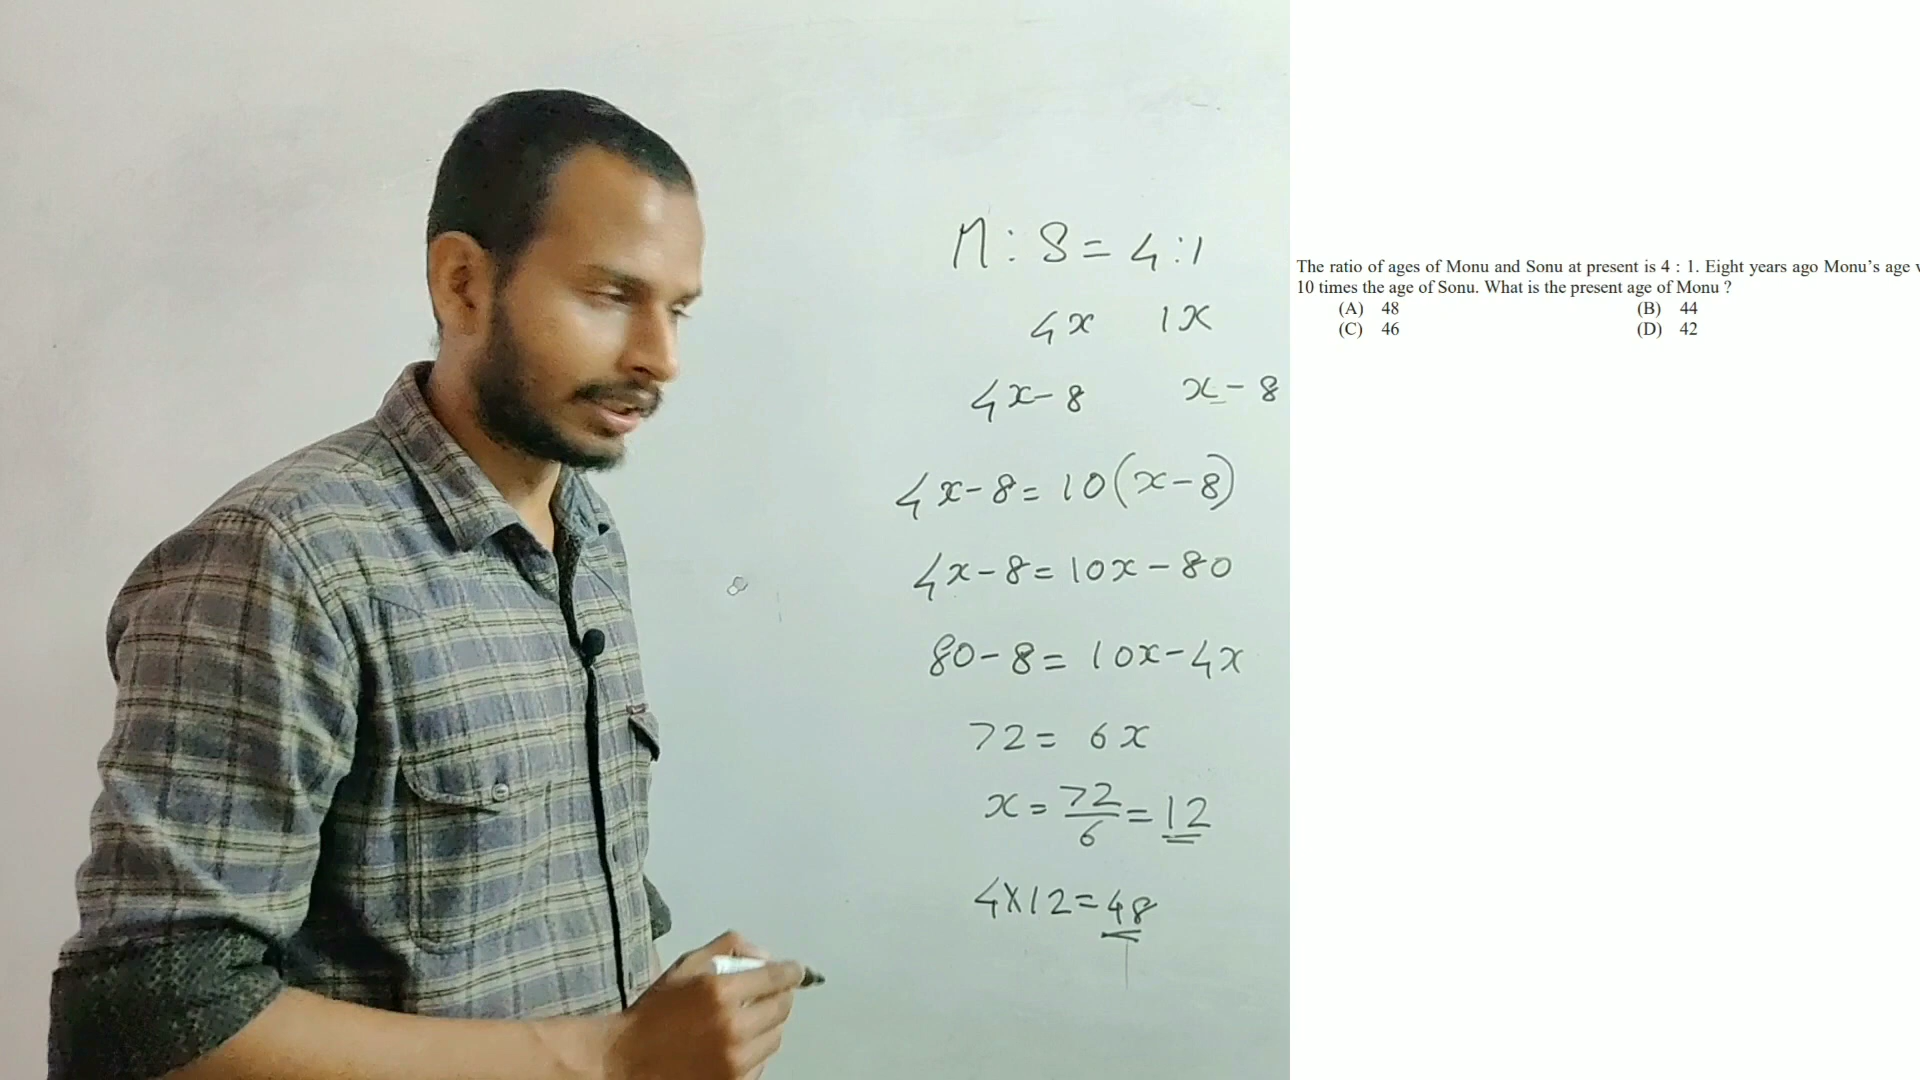 M : S = 4 : 1
4x 1x
4x-8 x-8
4x-8=10(x-8)
4x-8=10x-80
80-8=10x-4x
72=6x
x=72/6=12
4x12=48
The ratio of ages of Monu and Sonu at present is 4 : 1. Eight years ago Monu’s age
10 times the age of Sonu. What is the present age of Monu ?
(A) 48 (B) 44
(C) 46 (D) 42